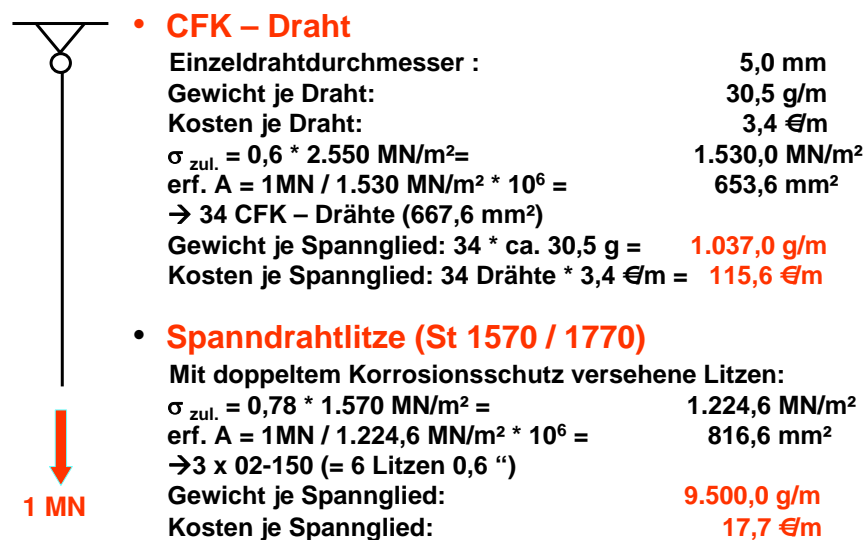 • CFK – Draht
Einzeldrahtdurchmesser : 5,0 mm
Gewicht je Draht: 30,5 g/m
Kosten je Draht: 3,4 €/m
σ zul. = 0,6 * 2.550 MN/m²= 1.530,0 MN/m²
erf. A = 1MN / 1.530 MN/m² * 10⁶ = 653,6 mm²
→ 34 CFK – Drähte (667,6 mm²)
Gewicht je Spannglied: 34 * ca. 30,5 g = 1.037,0 g/m
Kosten je Spannglied: 34 Drähte * 3,4 €/m = 115,6 €/m
• Spanndrahtlitze (St 1570 / 1770)
Mit doppeltem Korrosionsschutz versehene Litzen:
σ zul. = 0,78 * 1.570 MN/m² = 1.224,6 MN/m²
erf. A = 1MN / 1.224,6 MN/m² * 10⁶ = 816,6 mm²
→3 x 02-150 (= 6 Litzen 0,6 “)
Gewicht je Spannglied: 9.500,0 g/m
Kosten je Spannglied: 17,7 €/m
1 MN